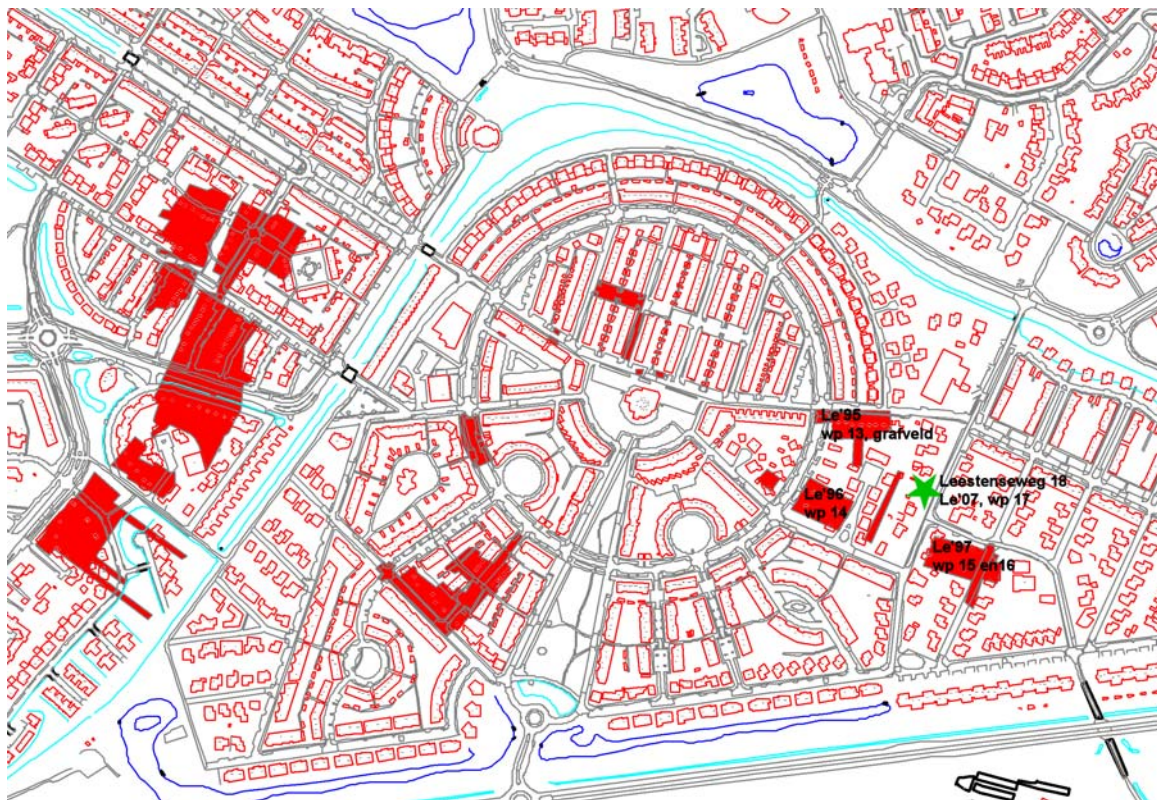 Le'95
wp 13, grafveld
Le'96
wp 14
Leestenseweg 18
Le'07, wp 17
Le'97
wp 15 en16